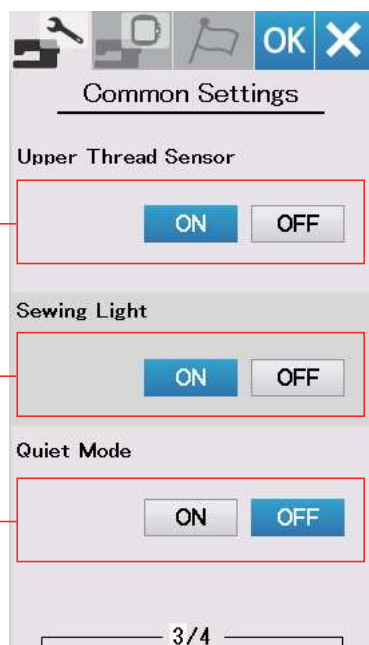 OK
Common Settings
Upper Thread Sensor
ON OFF
Sewing Light
ON OFF
Quiet Mode
ON OFF
3/4